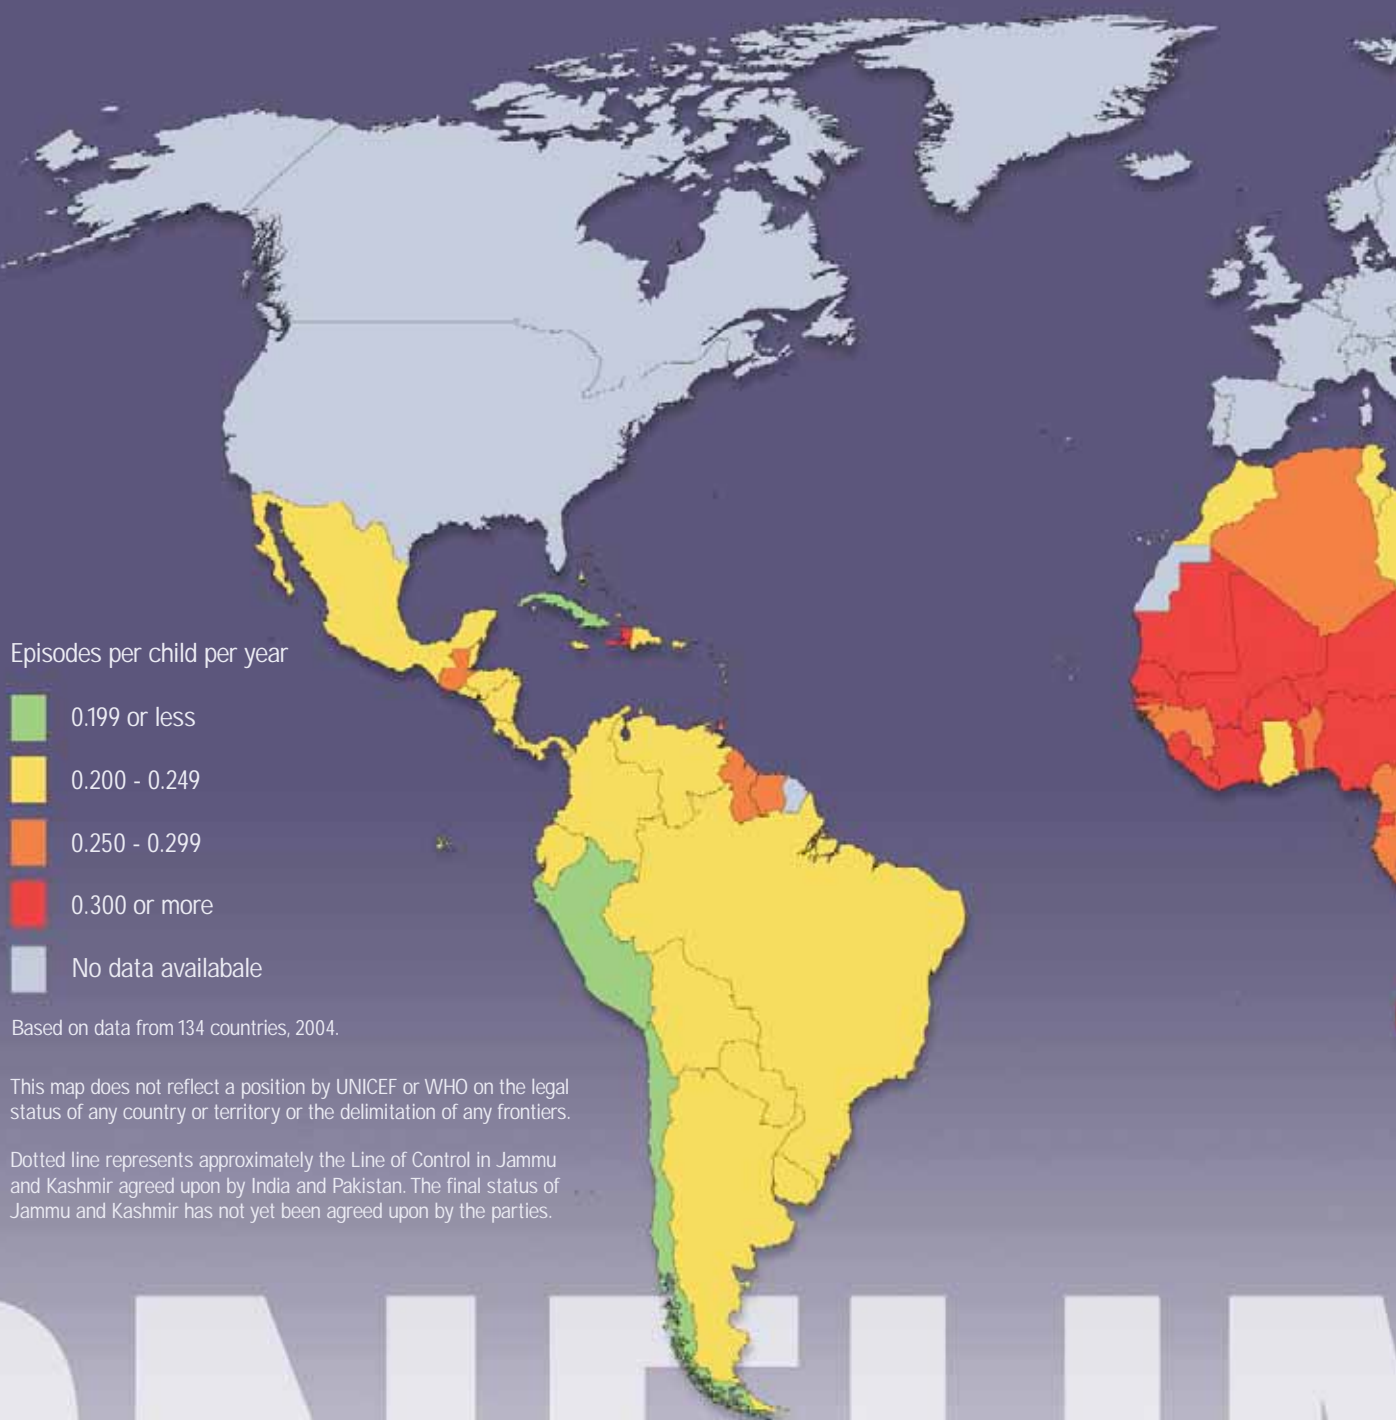 Episodes per child per year
0.199 or less
0.200 - 0.249
0.250 - 0.299
0.300 or more
No data availabale
Based on data from 134 countries, 2004.
This map does not reflect a position by UNICEF or WHO on the legal
status of any country or territory or the delimitation of any frontiers.
Dotted line represents approximately the Line of Control in Jammu
and Kashmir agreed upon by India and Pakistan. The final status of
Jammu and Kashmir has not yet been agreed upon by the parties.